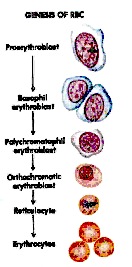 GENESIS OF RBC
Proerythroblast
Basophil
erythroblast
Polychromatophil
erythroblast
Orthochromatic
erythroblast
Reticulocyte
Erythrocytes